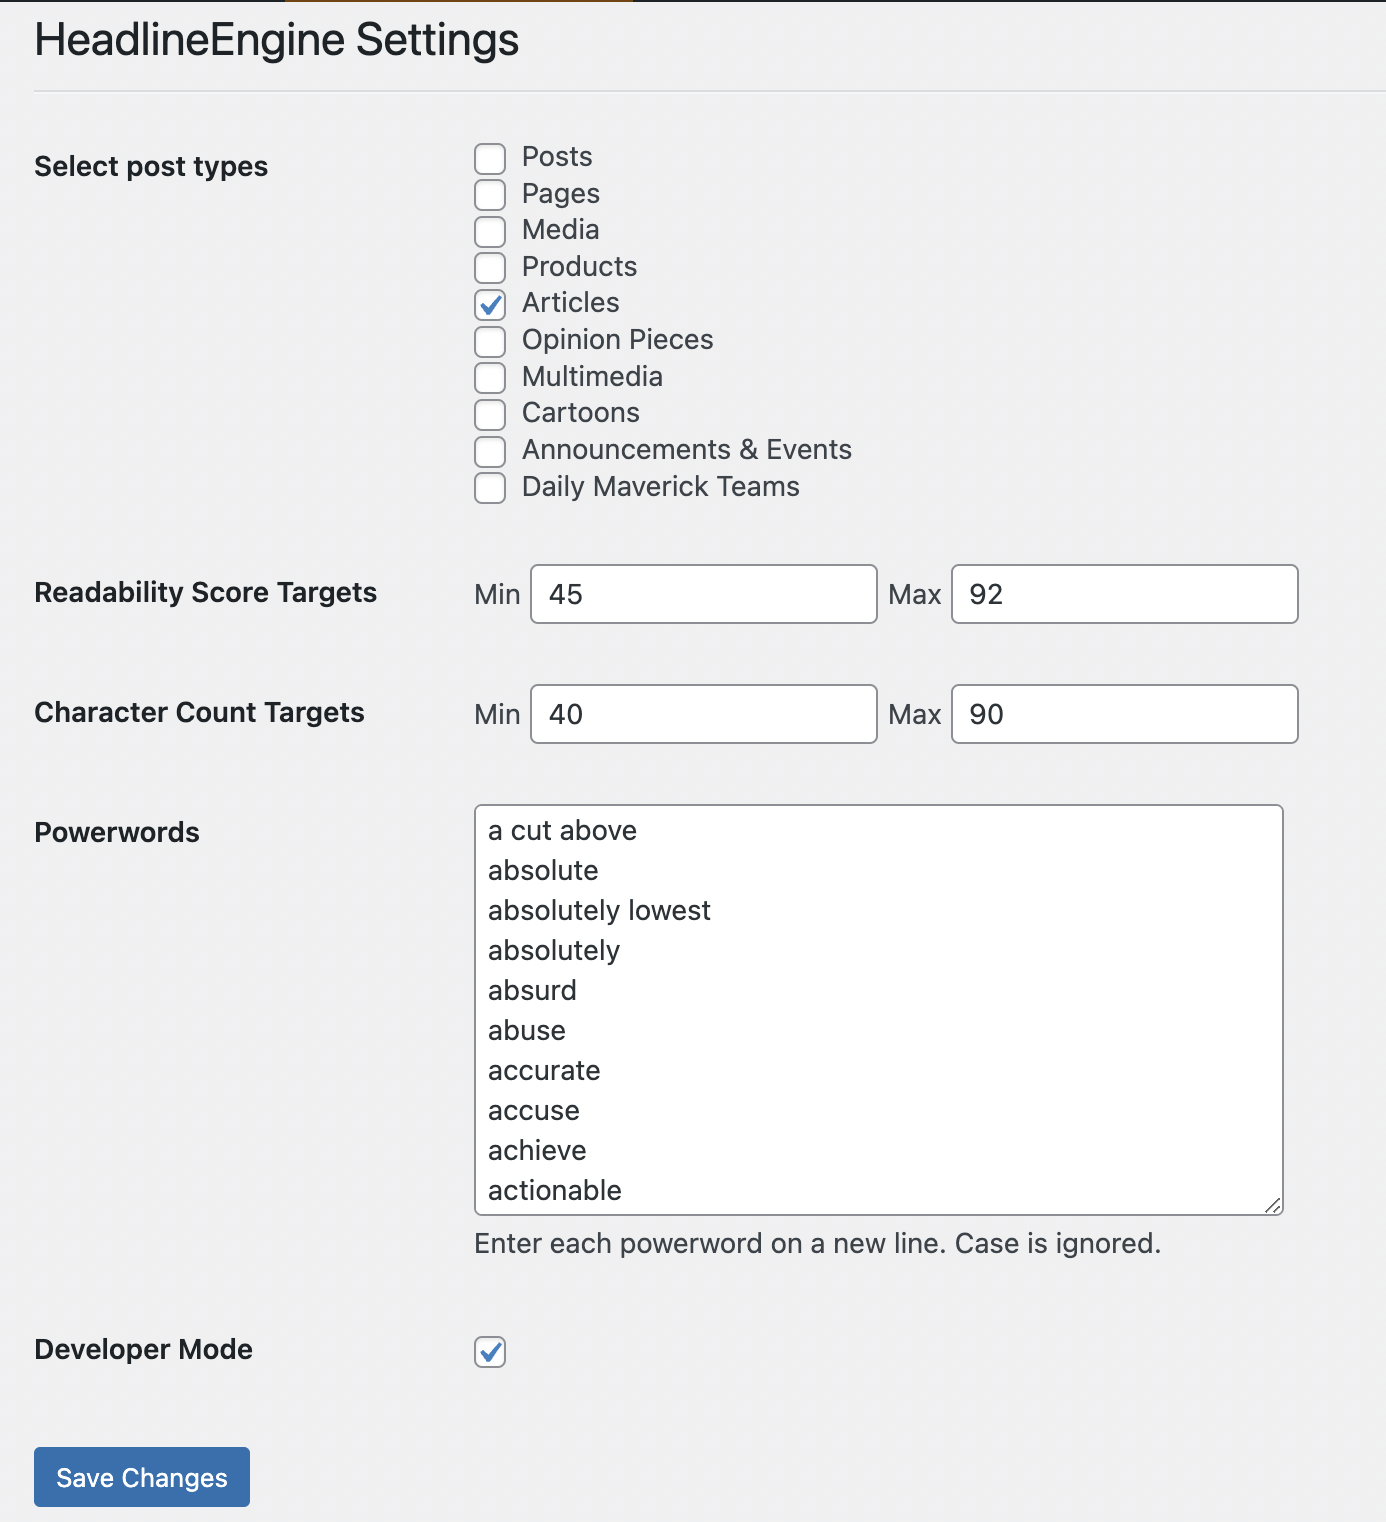 HeadlineEngine Settings
Select post types
Posts
Pages
Media
Products
Articles
Opinion Pieces
Multimedia
Cartoons
Announcements & Events
Daily Maverick Teams
Readability Score Targets Min 45 Max 92
Character Count Targets Min 40 Max 90
Powerwords
a cut above
absolute
absolutely lowest
absolutely
absurd
abuse
accurate
accuse
achieve
actionable
Enter each powerword on a new line. Case is ignored.
Developer Mode
Save Changes